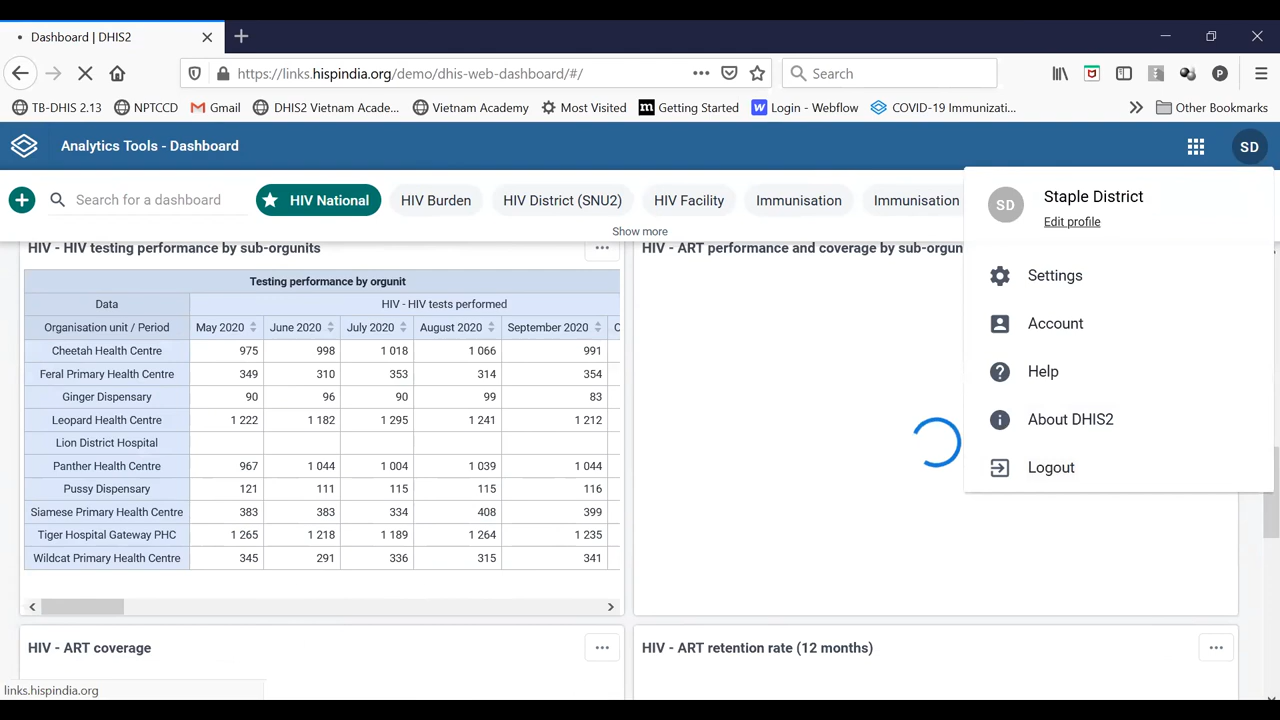 Dashboard | DHIS2
https://links.hispindia.org/demo/dhis-web-dashboard/#/
Search
TB-DHIS 2.13 NPTCCD Gmail DHIS2 Vietnam Acade... Vietnam Academy Most Visited Getting Started Login - Webflow COVID-19 Immunizati... Other Bookmarks
Analytics Tools - Dashboard SD
Search for a dashboard HIV National HIV Burden HIV District (SNU2) HIV Facility Immunisation Immunisation
Show more
SD Staple District
Edit profile
Settings
Account
Help
About DHIS2
Logout
HIV - HIV testing performance by sub-orgunits
Testing performance by orgunit
Data HIV - HIV tests performed
Organisation unit / Period May 2020 June 2020 July 2020 August 2020 September 2020
Cheetah Health Centre 975 998 1 018 1 066 991
Feral Primary Health Centre 349 310 353 314 354
Ginger Dispensary 90 96 90 99 83
Leopard Health Centre 1 222 1 182 1 295 1 241 1 212
Lion District Hospital
Panther Health Centre 967 1 044 1 004 1 039 1 044
Pussy Dispensary 121 111 115 115 116
Siamese Primary Health Centre 383 383 334 408 399
Tiger Hospital Gateway PHC 1 265 1 218 1 189 1 264 1 235
Wildcat Primary Health Centre 345 291 336 315 341
HIV - ART performance and coverage by sub-orgun
HIV - ART coverage
HIV - ART retention rate (12 months)
links.hispindia.org